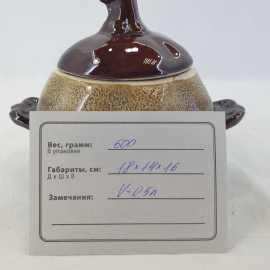 Вес, грамм: 600
В упаковке
Габариты, см: 18 x 14 x 16
Д x Ш x В
Замечания: V-0 5л